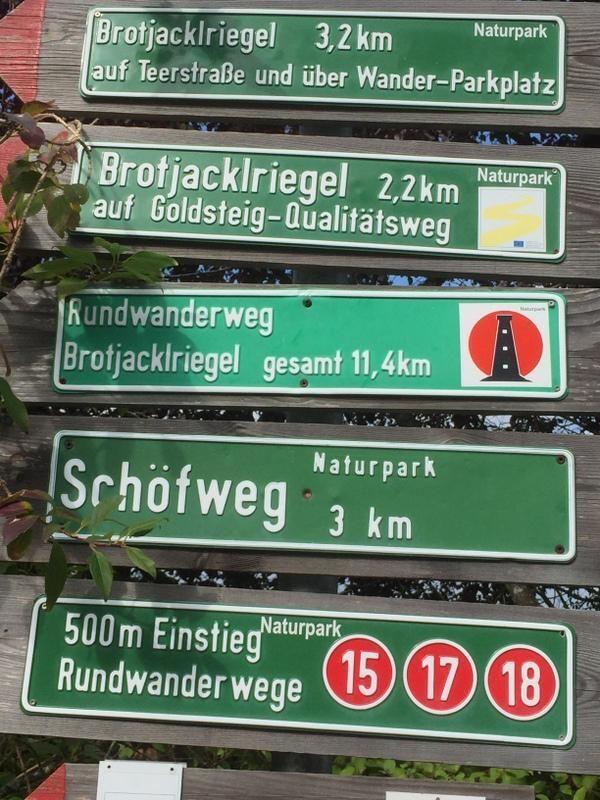 Brotjacklriegel 3,2 km Naturpark
auf Teerstraße und über Wander-Parkplatz
Brotjacklriegel 2,2 km Naturpark
auf Goldsteig-Qualitätsweg
Rundwanderweg Naturpark
Brotjacklriegel gesamt 11,4 km
Naturpark
Schöfweg 3 km
500 m Einstieg Naturpark
Rundwanderwege 15 17 18